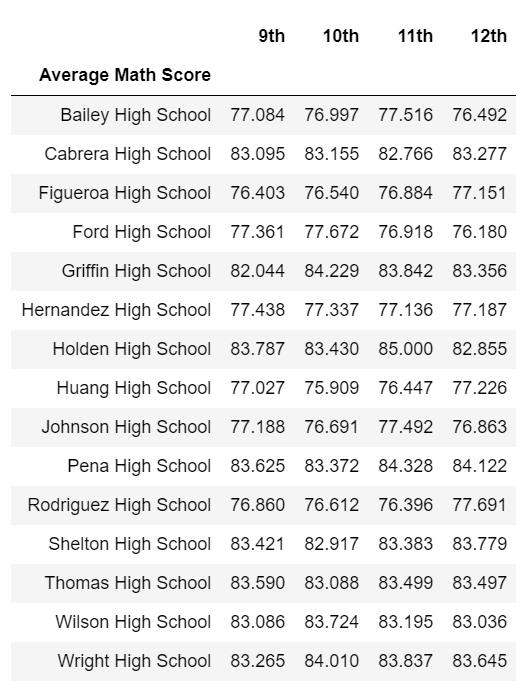 9th 10th 11th 12th
Average Math Score
Bailey High School 77.084 76.997 77.516 76.492
Cabrera High School 83.095 83.155 82.766 83.277
Figueroa High School 76.403 76.540 76.884 77.151
Ford High School 77.361 77.672 76.918 76.180
Griffin High School 82.044 84.229 83.842 83.356
Hernandez High School 77.438 77.337 77.136 77.187
Holden High School 83.787 83.430 85.000 82.855
Huang High School 77.027 75.909 76.447 77.226
Johnson High School 77.188 76.691 77.492 76.863
Pena High School 83.625 83.372 84.328 84.122
Rodriguez High School 76.860 76.612 76.396 77.691
Shelton High School 83.421 82.917 83.383 83.779
Thomas High School 83.590 83.088 83.499 83.497
Wilson High School 83.086 83.724 83.195 83.036
Wright High School 83.265 84.010 83.837 83.645